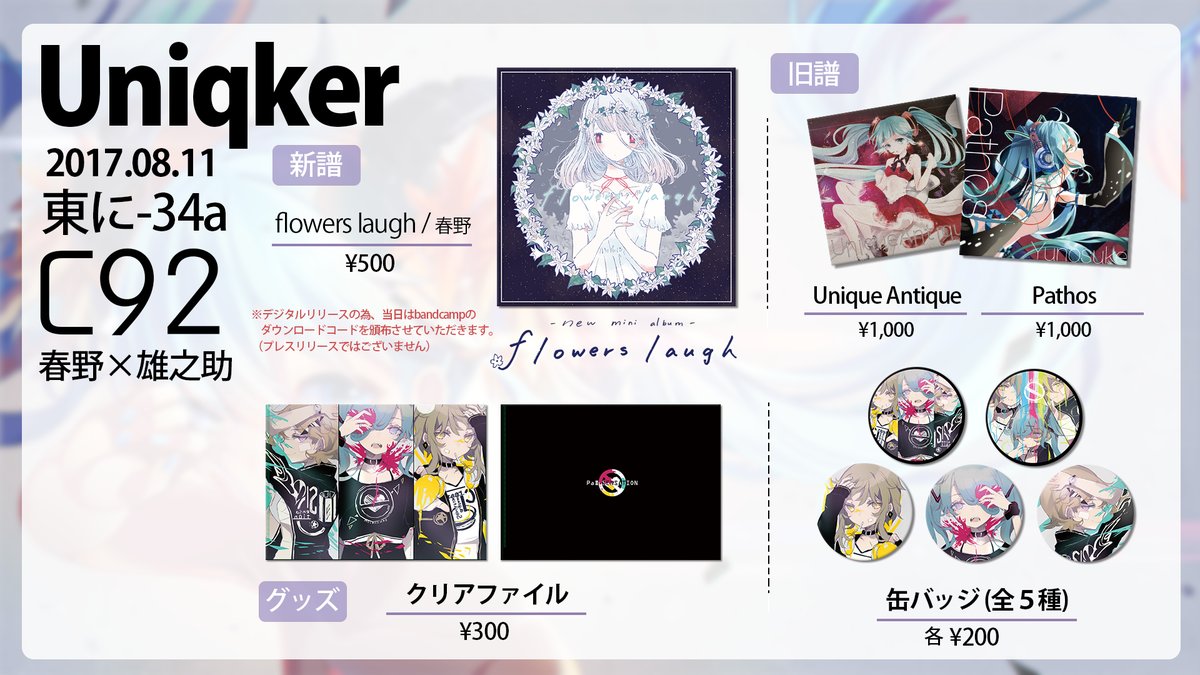 Uniqker
2017.08.11
東に-34a
C92
春野×雄之助
新譜
flowers laugh / 春野
¥500
※デジタルリリースの為、当日はbandcampの
ダウンロードコードを頒布させていただきます。
(プレスリリースではございません)
flowers laugh
-new mini album-
flowers laugh
旧譜
Pathos
Yunosuke
Unique Antique
¥1,000
Pathos
¥1,000
グッズ
クリアファイル
¥300
缶バッジ(全5種)
各 ¥200